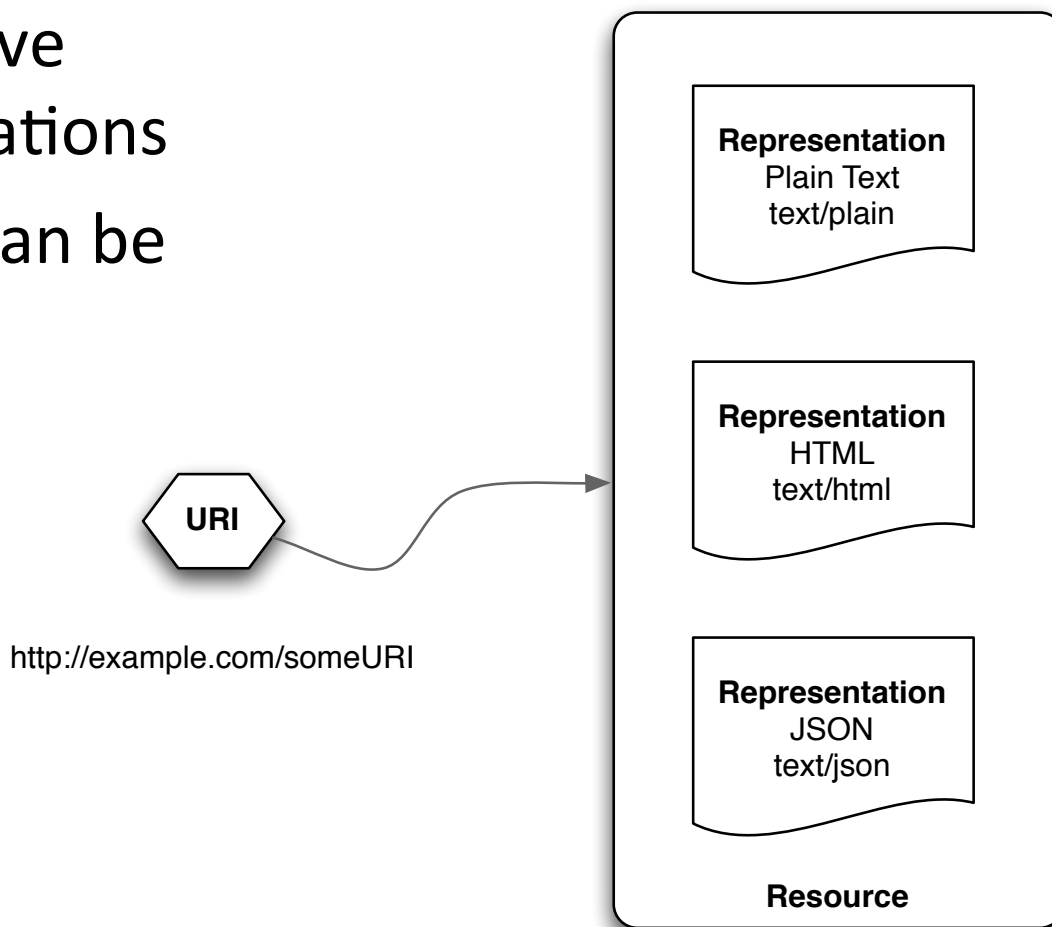 ve
ations
an be
URI
http://example.com/someURI
Representation
Plain Text
text/plain
Representation
HTML
text/html
Representation
JSON
text/json
Resource